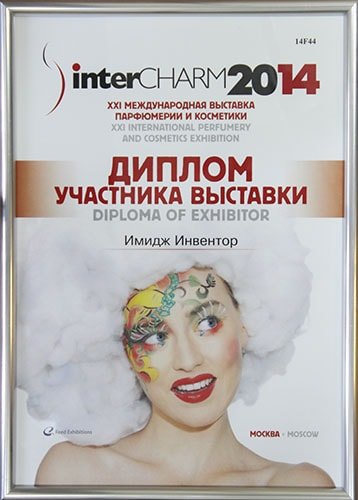 14F44
interCHARM2014
XXI МЕЖДУНАРОДНАЯ ВЫСТАВКА
ПАРФЮМЕРИИ И КОСМЕТИКИ
XXI INTERNATIONAL PERFUMERY
AND COSMETICS EXHIBITION
ДИПЛОМ
УЧАСТНИКА ВЫСТАВКИ
DIPLOMA OF EXHIBITOR
Имидж Инвентор
Reed Exhibitions
МОСКВА • MOSCOW